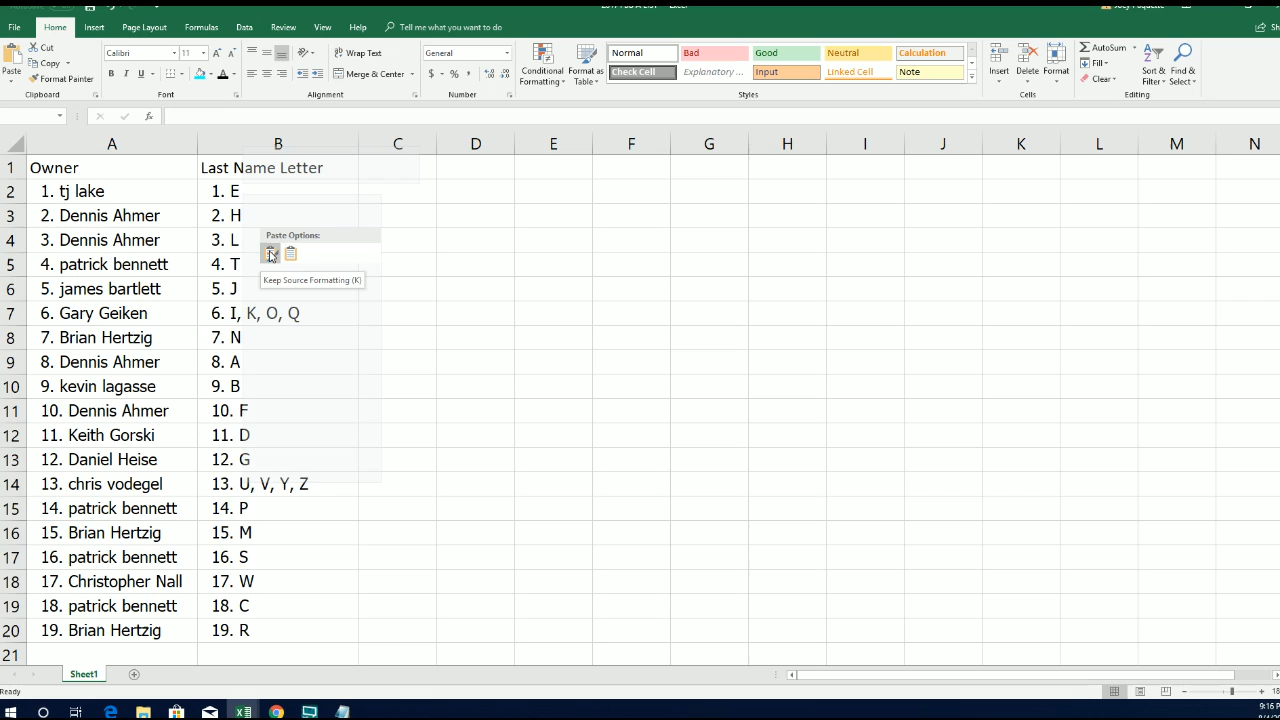 File Home Insert Page Layout Formulas Data Review View Help Tell me what you want to do
Cut
Copy
Format Painter
Paste
Clipboard
Calibri 11
B I U
Font
Wrap Text
Merge & Center
Alignment
General
$ % ,
Number
Conditional Formatting
Format as Table
Normal Bad Good Neutral Calculation
Check Cell Explanatory ... Input Linked Cell Note
Styles
Insert Delete Format
Cells
AutoSum
Fill
Clear
Sort & Filter
Find & Select
Editing
A B C D E F G H I J K L M N
1 Owner Last Name Letter
2 1. tj lake 1. E
3 2. Dennis Ahmer 2. H
4 3. Dennis Ahmer 3. L
5 4. patrick bennett 4. T
6 5. james bartlett 5. J
7 6. Gary Geiken 6. I, K, O, Q
8 7. Brian Hertzig 7. N
9 8. Dennis Ahmer 8. A
10 9. kevin lagasse 9. B
11 10. Dennis Ahmer 10. F
12 11. Keith Gorski 11. D
13 12. Daniel Heise 12. G
14 13. chris vodegel 13. U, V, Y, Z
15 14. patrick bennett 14. P
16 15. Brian Hertzig 15. M
17 16. patrick bennett 16. S
18 17. Christopher Nall 17. W
19 18. patrick bennett 18. C
20 19. Brian Hertzig 19. R
21
Paste Options:
Keep Source Formatting (K)
Sheet1
Ready
9:16 P